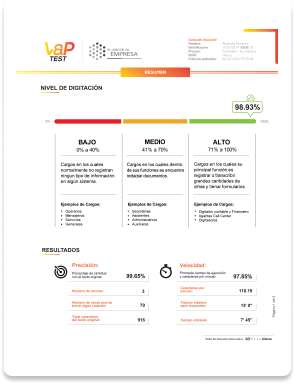 VaP
TEST
EL LOGO DE SU
EMPRESA
RESUMEN
NIVEL DE DIGITACIÓN
98.93%
0%
100%
BAJO
0% a 40%
Cargos en los cuales
normalmente no registran
ningún tipo de información
en algún sistema.
Ejemplos de Cargos:
Operarios
Mensajeros
Servicios
Generales
MEDIO
41% a 70%
Cargos en los cuales dentro
de sus funciones se encuentra
redactar documentos.
Ejemplos de Cargos:
Secretarias
Asistentes
Administrativos
Auxiliares
ALTO
71% a 100%
Cargos en los cuales su
principal función es
registrar o transcribir
grandes cantidades de
cifras y llenar formularios.
Ejemplos de Cargos:
Digitador contable y Financiero
Agentes Call Center
Digitadores
RESULTADOS
Precisión:
Porcentaje de similitud
con el texto original:
99.65%
Número de errores:
3
Número de veces que se
borró algún carácter:
70
Total caracteres
del texto original:
916
Velocidad:
Promedio tiempo de ejecución
y caracteres por minuto:
97.85%
Caracteres por
minuto:
118.19
Tiempo máximo
para responder:
Tiempo utilizado:
7' 45"
Página 1 de 3